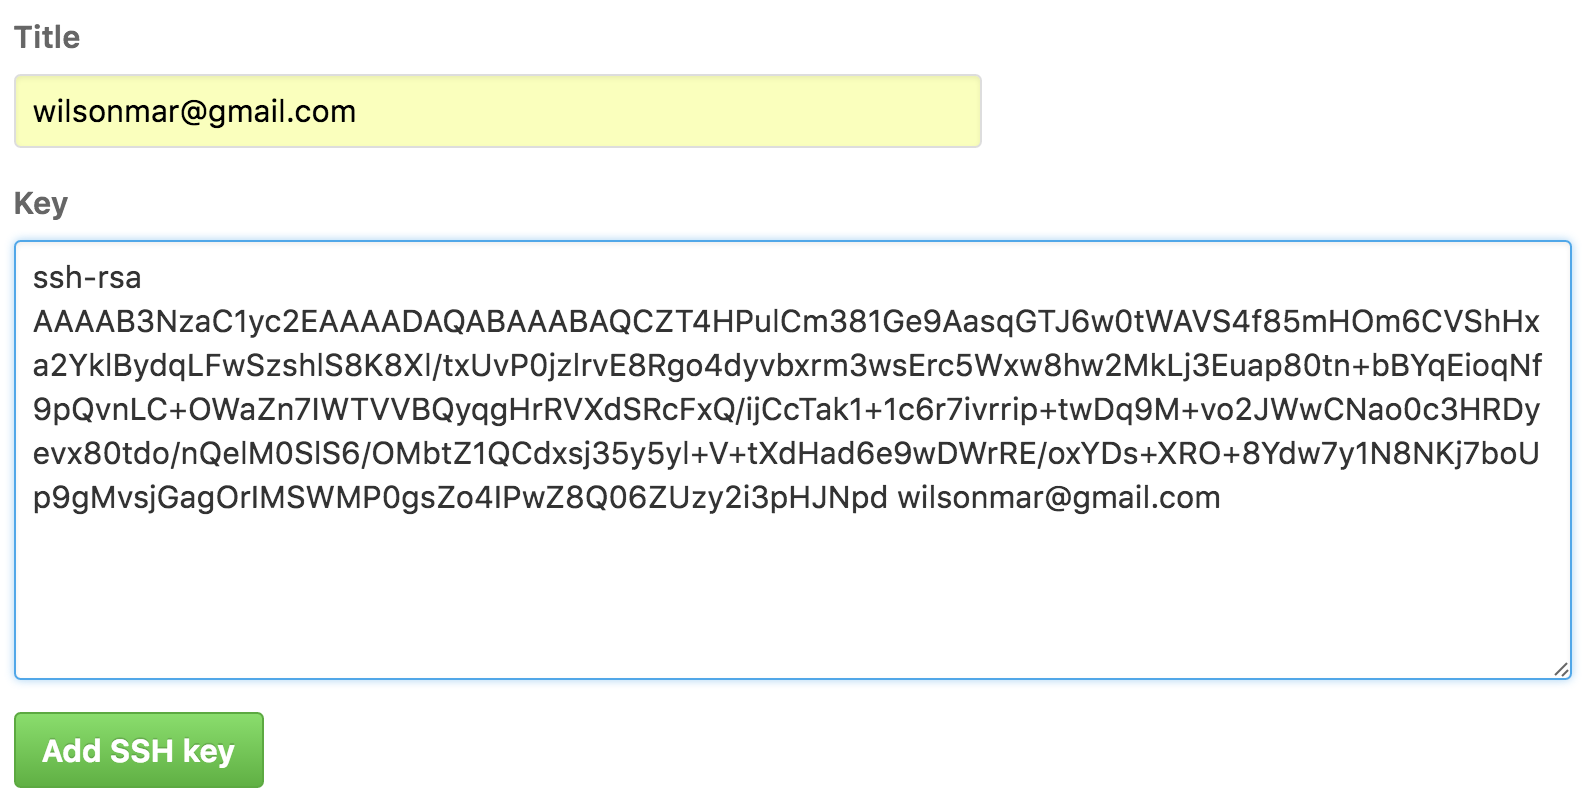 Title
wilsonmar@gmail.com
Key
ssh-rsa
AAAAB3NzaC1yc2EAAAADAQABAAABAQCZT4HPulCm381Ge9AasqGTJ6w0tWAVS4f85mHOm6CVShHx
a2YklBydqLFwSzshlS8K8Xl/txUvP0jzlrvE8Rgo4dyvbxrm3wsErc5Wxw8hw2MkLj3Euap80tn+bBYqEioqNf
9pQvnLC+OWaZn7IWTVVBQyqgHrRVXdSRcFxQ/ijCcTak1+1c6r7ivrrip+twDq9M+vo2JWwCNao0c3HRDy
evx80tdo/nQelM0SlS6/OMbtZ1QCdxsj35y5yl+V+tXdHad6e9wDWrRE/oxYDs+XRO+8Ydw7y1N8NKj7boU
p9gMvsjGagOrIMSWMP0gsZo4IPwZ8Q06ZUzy2i3pHJNpd wilsonmar@gmail.com
Add SSH key